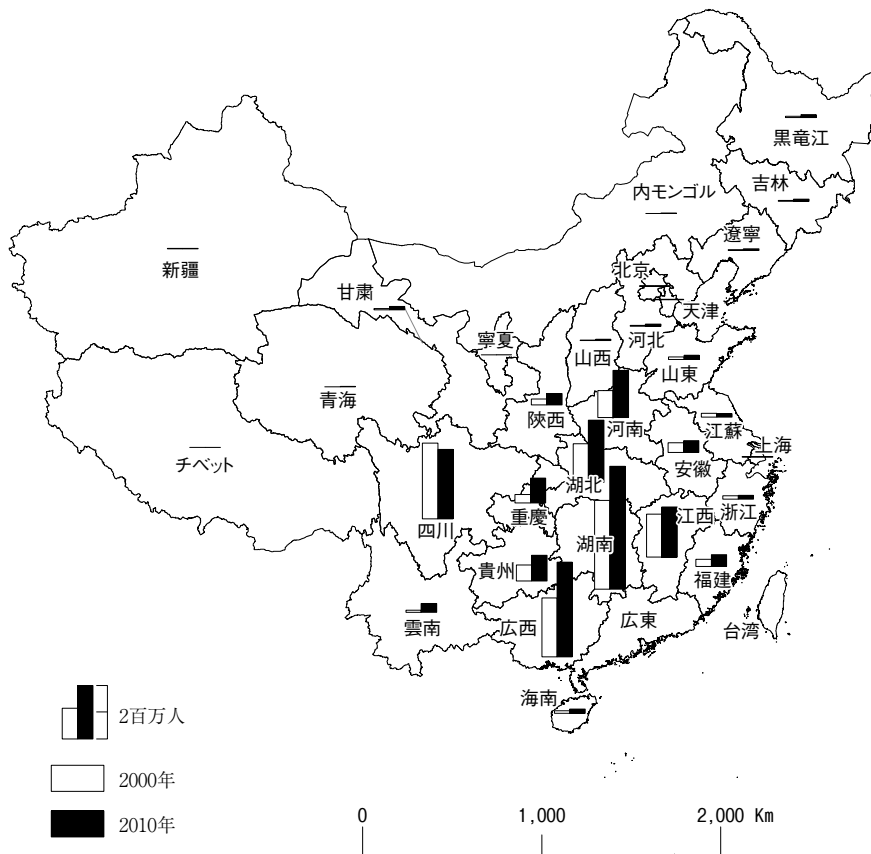 黒竜江
吉林
内モンゴル
遼寧
北京
新疆
天津
甘粛
河北
寧夏
山西
山東
青海
陝西
河南
江蘇
上海
チベット
安徽
湖北
重慶
江西
浙江
四川
湖南
貴州
福建
雲南
広西
広東
台湾
海南
2百万人
2000年
2010年
0 1,000 2,000 Km